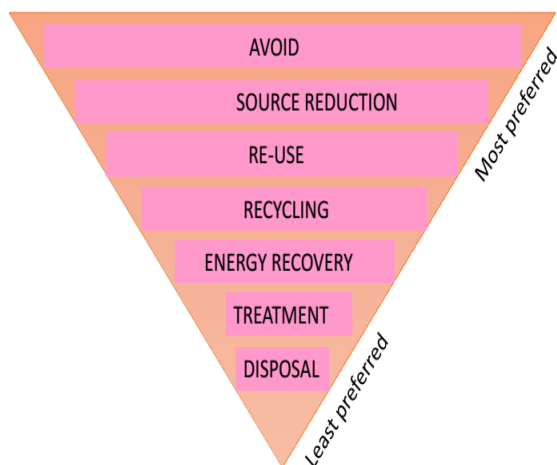 AVOID
SOURCE REDUCTION
RE-USE
RECYCLING
ENERGY RECOVERY
TREATMENT
DISPOSAL
Most preferred
Least preferred